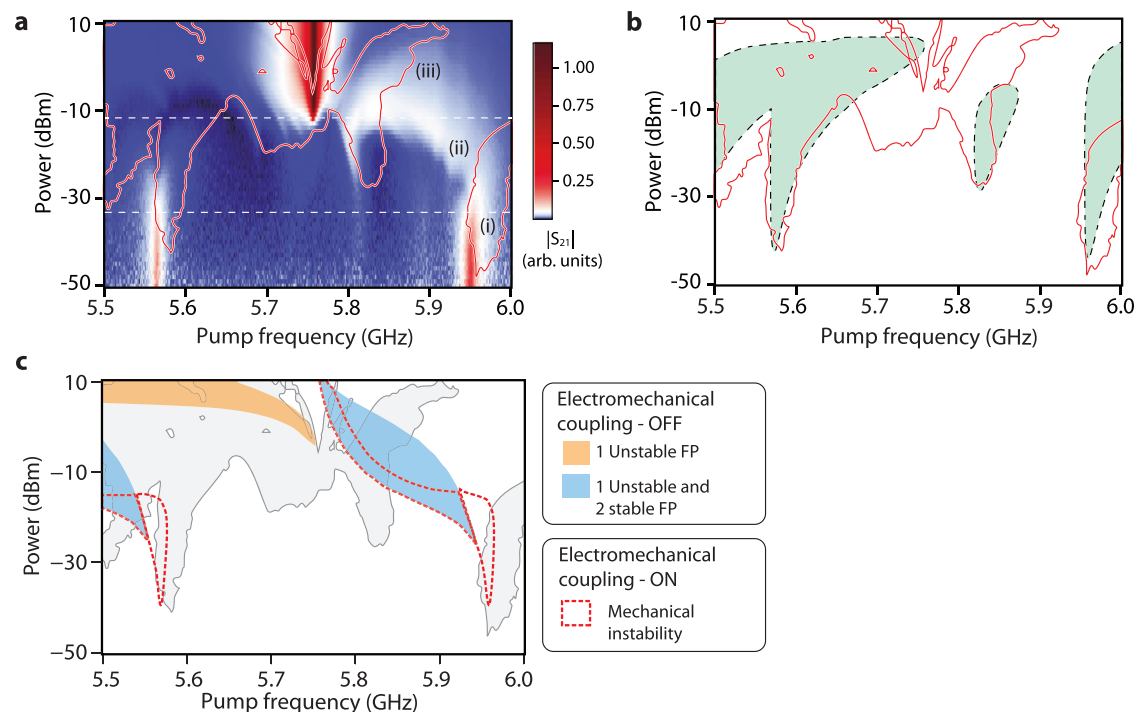 a
10
-10
-30
-50
Power (dBm)
5.5 5.6 5.7 5.8 5.9 6.0
Pump frequency (GHz)
(iii)
(ii)
(i)
1.00
0.75
0.50
0.25
|S21|
(arb. units)
b
10
-10
-30
-50
Power (dBm)
5.5 5.6 5.7 5.8 5.9 6.0
Pump frequency (GHz)
c
10
−10
−30
−50
Power (dBm)
5.5 5.6 5.7 5.8 5.9 6.0
Pump frequency (GHz)
Electromechanical
coupling - OFF
1 Unstable FP
1 Unstable and
2 stable FP
Electromechanical
coupling - ON
Mechanical
instability